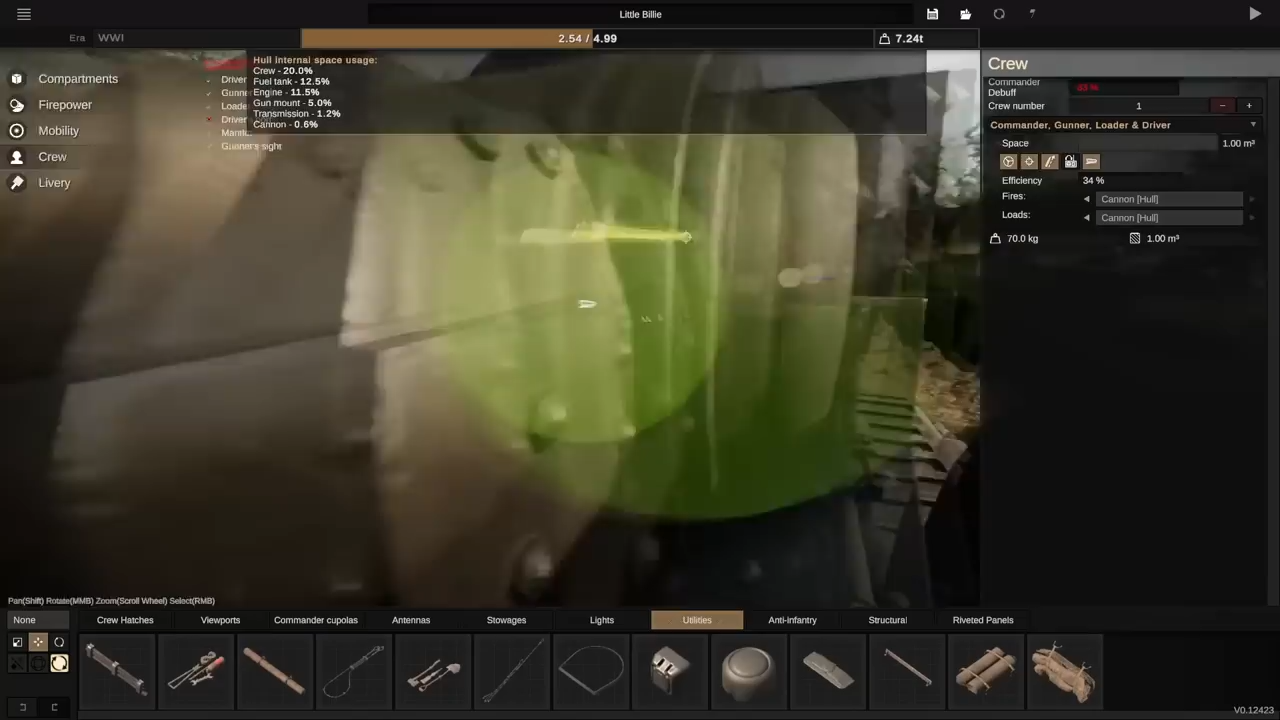 Little Billie
Era WWI 2.54 / 4.99 7.24t
Hull internal space usage:
Crew - 20.0%
Fuel tank - 12.5%
Engine - 11.5%
Gun mount - 5.0%
Transmission - 1.2%
Cannon - 0.6%
Driver
Gunne
Loade
Driver
Gunner's sight
Compartments
Firepower
Mobility
Crew
Livery
Crew
Commander
Debuff
Crew number 1 − +
Commander, Gunner, Loader & Driver
Space 1.00 m³
Efficiency 34 %
Fires: Cannon [Hull]
Loads: Cannon [Hull]
70.0 kg 1.00 m³
Pan(Shift) Rotate(MMB) Zoom(Scroll Wheel) Select(RMB)
None Crew Hatches Viewports Commander cupolas Antennas Stowages Lights Utilities Anti-infantry Structural Riveted Panels
V0.12423